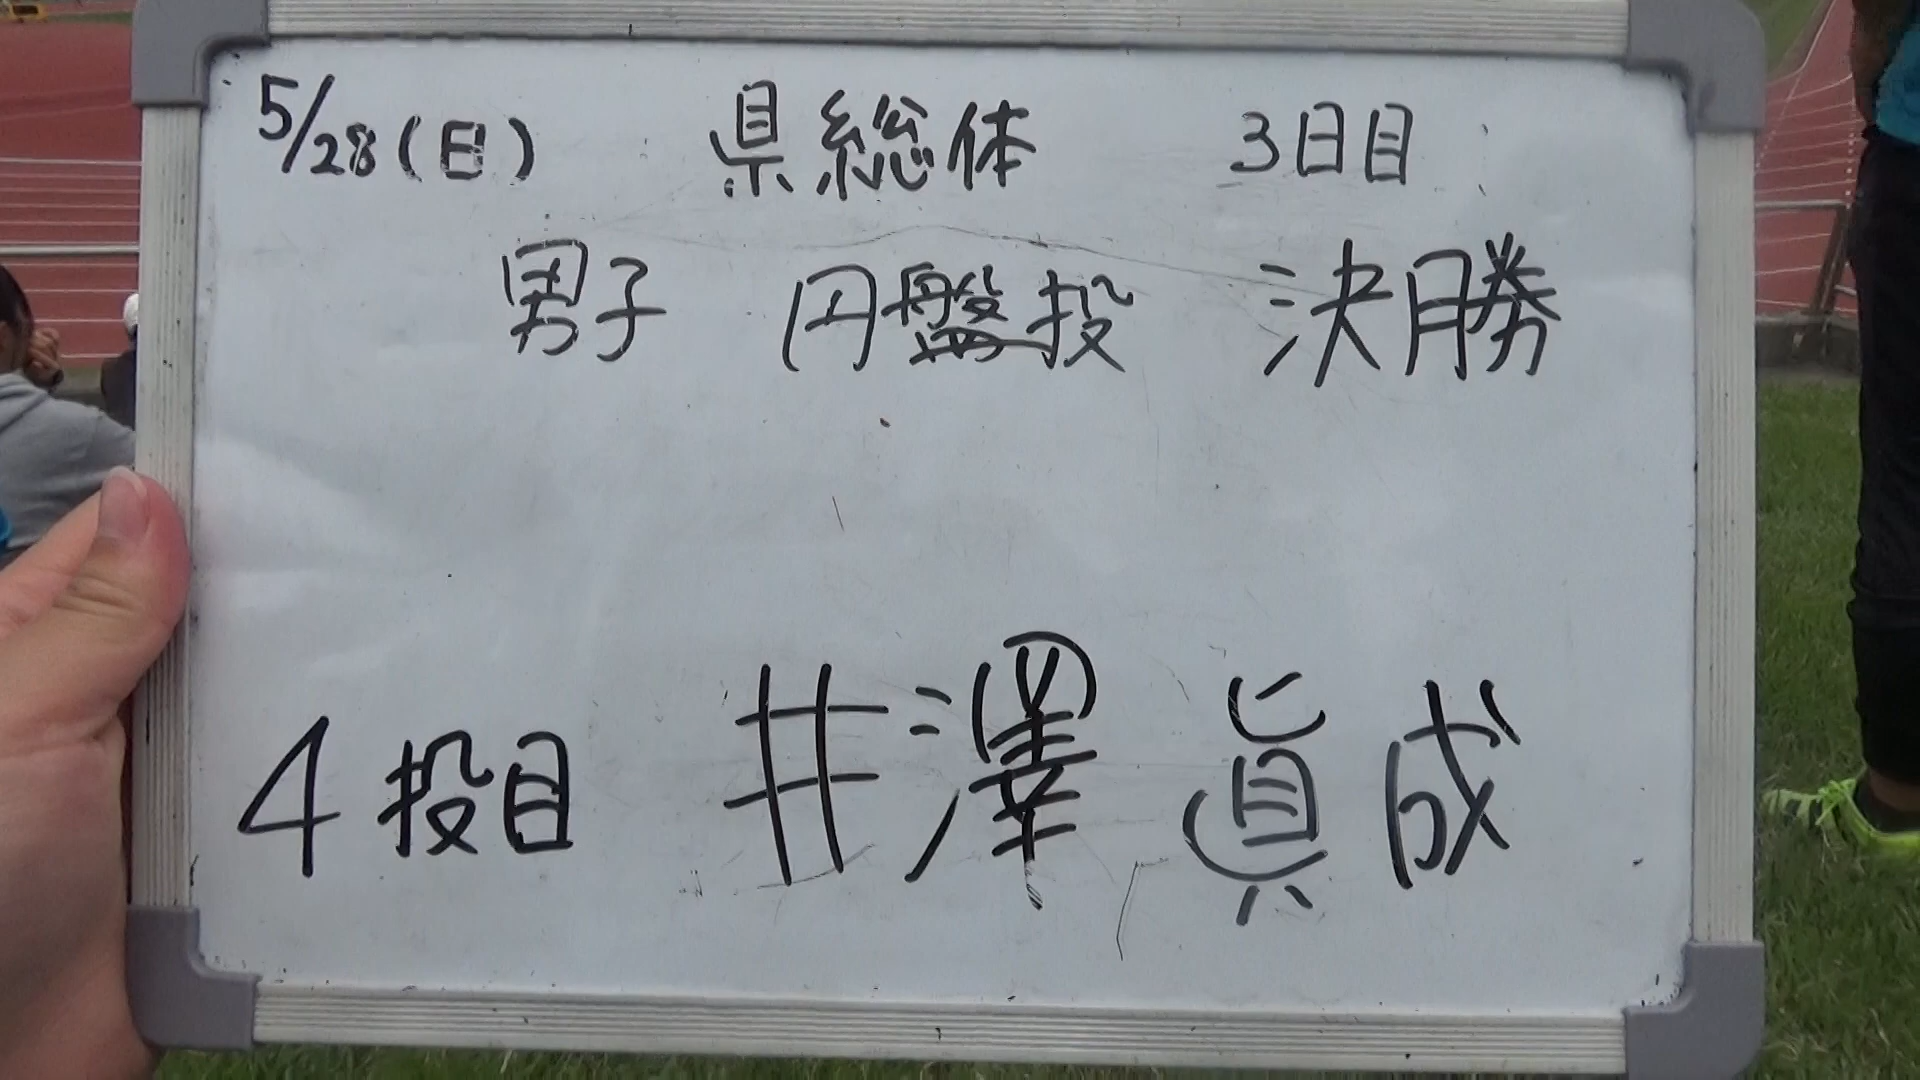 5/28(日) 県総体 3日目
男子 円盤投 決勝
4投目 井澤 眞成